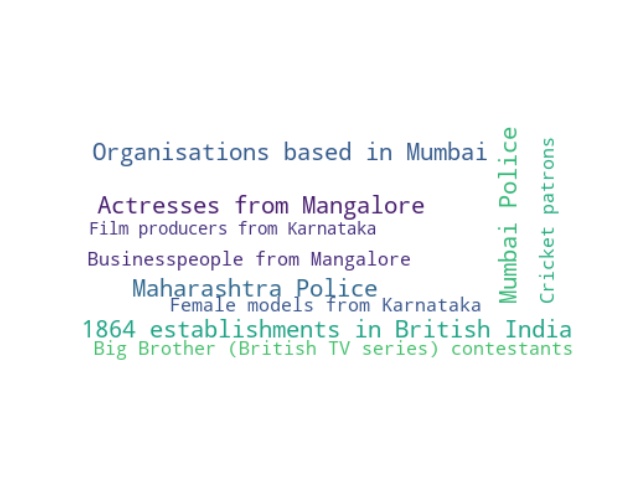 Organisations based in Mumbai
Actresses from Mangalore
Film producers from Karnataka
Businesspeople from Mangalore
Maharashtra Police
Female models from Karnataka
1864 establishments in British India
Big Brother (British TV series) contestants
Mumbai Police
Cricket patrons